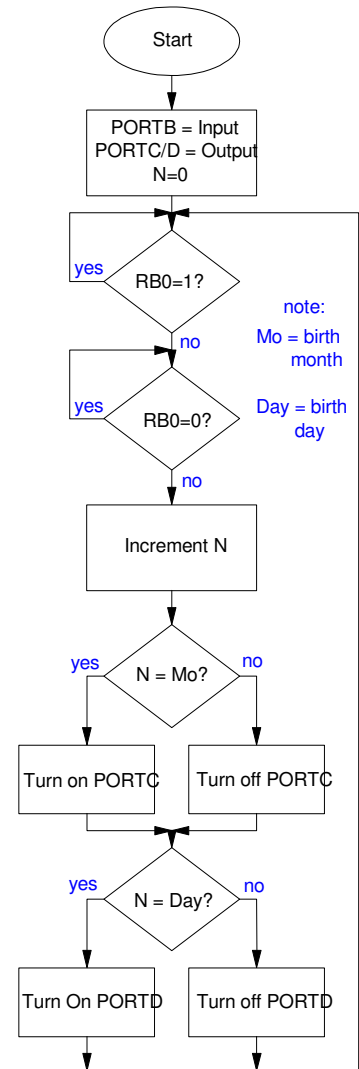 Start
PORTB = Input
PORTC/D = Output
N=0
yes
RB0=1?
no
note:
Mo = birth
month
yes
RB0=0?
no
Day = birth
day
Increment N
yes
N = Mo?
no
Turn on PORTC
Turn off PORTC
yes
N = Day?
no
Turn On PORTD
Turn off PORTD